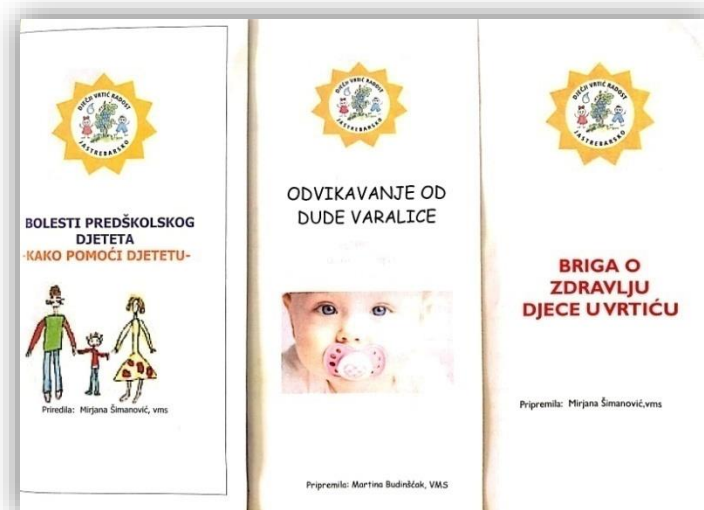 DJEČJI VRTIĆ RADOST
JASTREBARSKO
BOLESTI PREDŠKOLSKOG
DJETETA
-KAKO POMOĆI DJETETU-
Priredila: Mirjana Šimanović, vms
DJEČJI VRTIĆ RADOST
JASTREBARSKO
ODVIKAVANJE OD
DUDE VARALICE
Pripremila: Martina Budinšćak, VMS
DJEČJI VRTIĆ RADOST
JASTREBARSKO
BRIGA O
ZDRAVLJU
DJECE U VRTIĆU
Pripremila: Mirjana Šimanović,vms